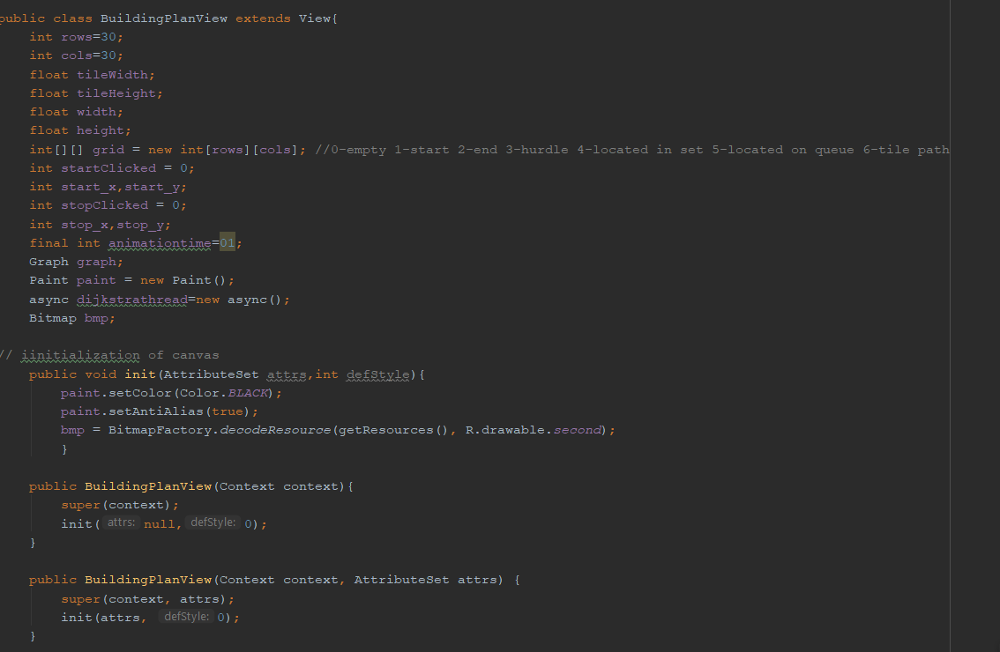 public class BuildingPlanView extends View{
int rows=30;
int cols=30;
float tileWidth;
float tileHeight;
float width;
float height;
int[][] grid = new int[rows][cols]; //0-empty 1-start 2-end 3-hurdle 4-located in set 5-located on queue 6-tile path
int startClicked = 0;
int start_x,start_y;
int stopClicked = 0;
int stop_x,stop_y;
final int animationtime=01;
Graph graph;
Paint paint = new Paint();
async dijkstrathread=new async();
Bitmap bmp;
// iinitialization of canvas
public void init(AttributeSet attrs,int defStyle){
paint.setColor(Color.BLACK);
paint.setAntiAlias(true);
bmp = BitmapFactory.decodeResource(getResources(), R.drawable.second);
}
public BuildingPlanView(Context context){
super(context);
init( attrs: null, defStyle: 0);
}
public BuildingPlanView(Context context, AttributeSet attrs) {
super(context, attrs);
init(attrs, defStyle: 0);
}